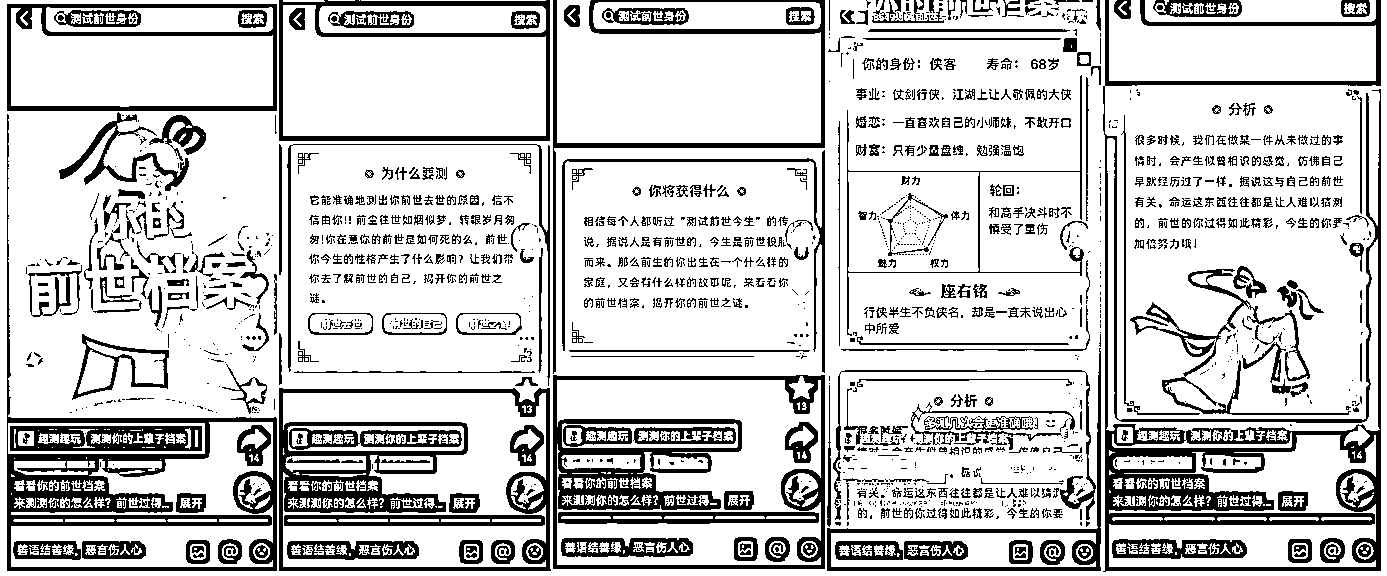 测试前世身份
搜索
你的
前世档案
趣测趣玩 测测你的上辈子档案
14
看看你的前世档案
来测测你的怎么样？前世过得... 展开
善语结善缘，恶言伤人心
测试前世身份
搜索
为什么要测
它能准确地测出你前世去世的原因，信不
信由你!! 前尘往世如烟似梦，转眼岁月匆
匆!你在意你的前世是如何死的么，前世
你今生的性格产生了什么影响？让我们带
你去了解前世的自己，揭开你的前世之
谜。
前世去世 前世的自己 前世之谜
13
趣测趣玩 测测你的上辈子档案
14
看看你的前世档案
来测测你的怎么样？前世过得... 展开
善语结善缘，恶言伤人心
测试前世身份
搜索
你将获得什么
相信每个人都听过“测试前世今生”的传
说，据说人是有前世的，今生是前世投胎
而来。那么前生的你出生在一个什么样的
家庭，又会有什么样的故事呢，来看看你
的前世档案，揭开你的前世之谜。
13
趣测趣玩 测测你的上辈子档案
14
看看你的前世档案
来测测你的怎么样？前世过得... 展开
善语结善缘，恶言伤人心
你的前世档案
搜索
你的身份：侠客 寿命：68岁
事业：仗剑行侠，江湖上让人敬佩的大侠
婚恋：一直喜欢自己的小师妹，不敢开口
财富：只有少量盘缠，勉强温饱
财力
智力
体力
魅力
权力
轮回：
和高手决斗时不
慎受了重伤
座右铭
行侠半生不负侠名，却是一直未说出心
中所爱
分析
多测几次会更准确哦!
趣测趣玩 测测你的上辈子档案
有关。命运这东西往往都是让人难以猜测
的，前世的你过得如此精彩，今生的你要
善语结善缘，恶言伤人心
测试前世身份
搜索
分析
很多时候，我们在做某一件从未做过的事
情时，会产生似曾相识的感觉，仿佛自己
早就经历过了一样。据说这与自己的前世
有关。命运这东西往往都是让人难以猜测
的，前世的你过得如此精彩，今生的你要
加倍努力哦!
趣测趣玩 测测你的上辈子档案
14
看看你的前世档案
来测测你的怎么样？前世过得... 展开
善语结善缘，恶言伤人心